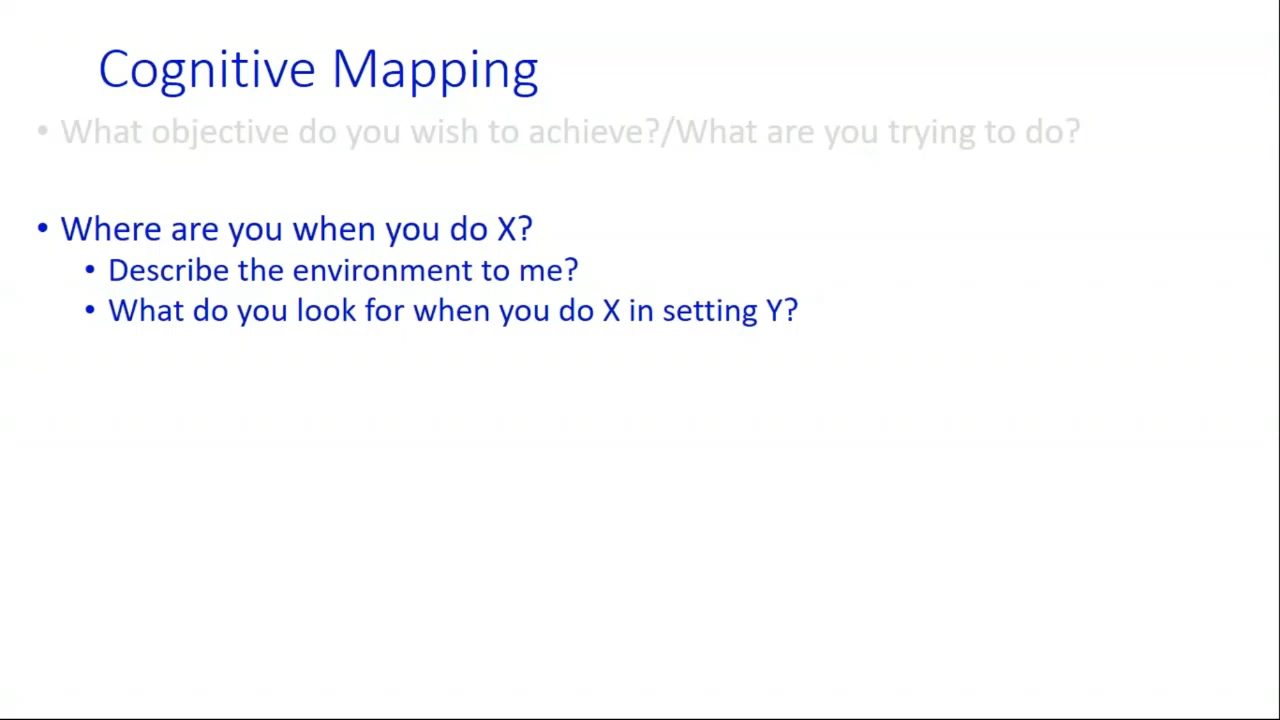 Cognitive Mapping
• What objective do you wish to achieve?/What are you trying to do?
• Where are you when you do X?
• Describe the environment to me?
• What do you look for when you do X in setting Y?